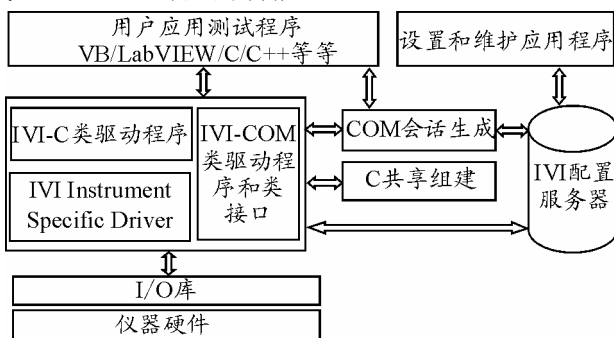 用户应用测试程序
VB/LabVIEW/C/C++等等
设置和维护应用程序
IVI-C类驱动程序
IVI Instrument
Specific Driver
IVI-COM
类驱动程
序和类
接口
COM会话生成
C共享组建
IVI配置
服务器
I/O库
仪器硬件